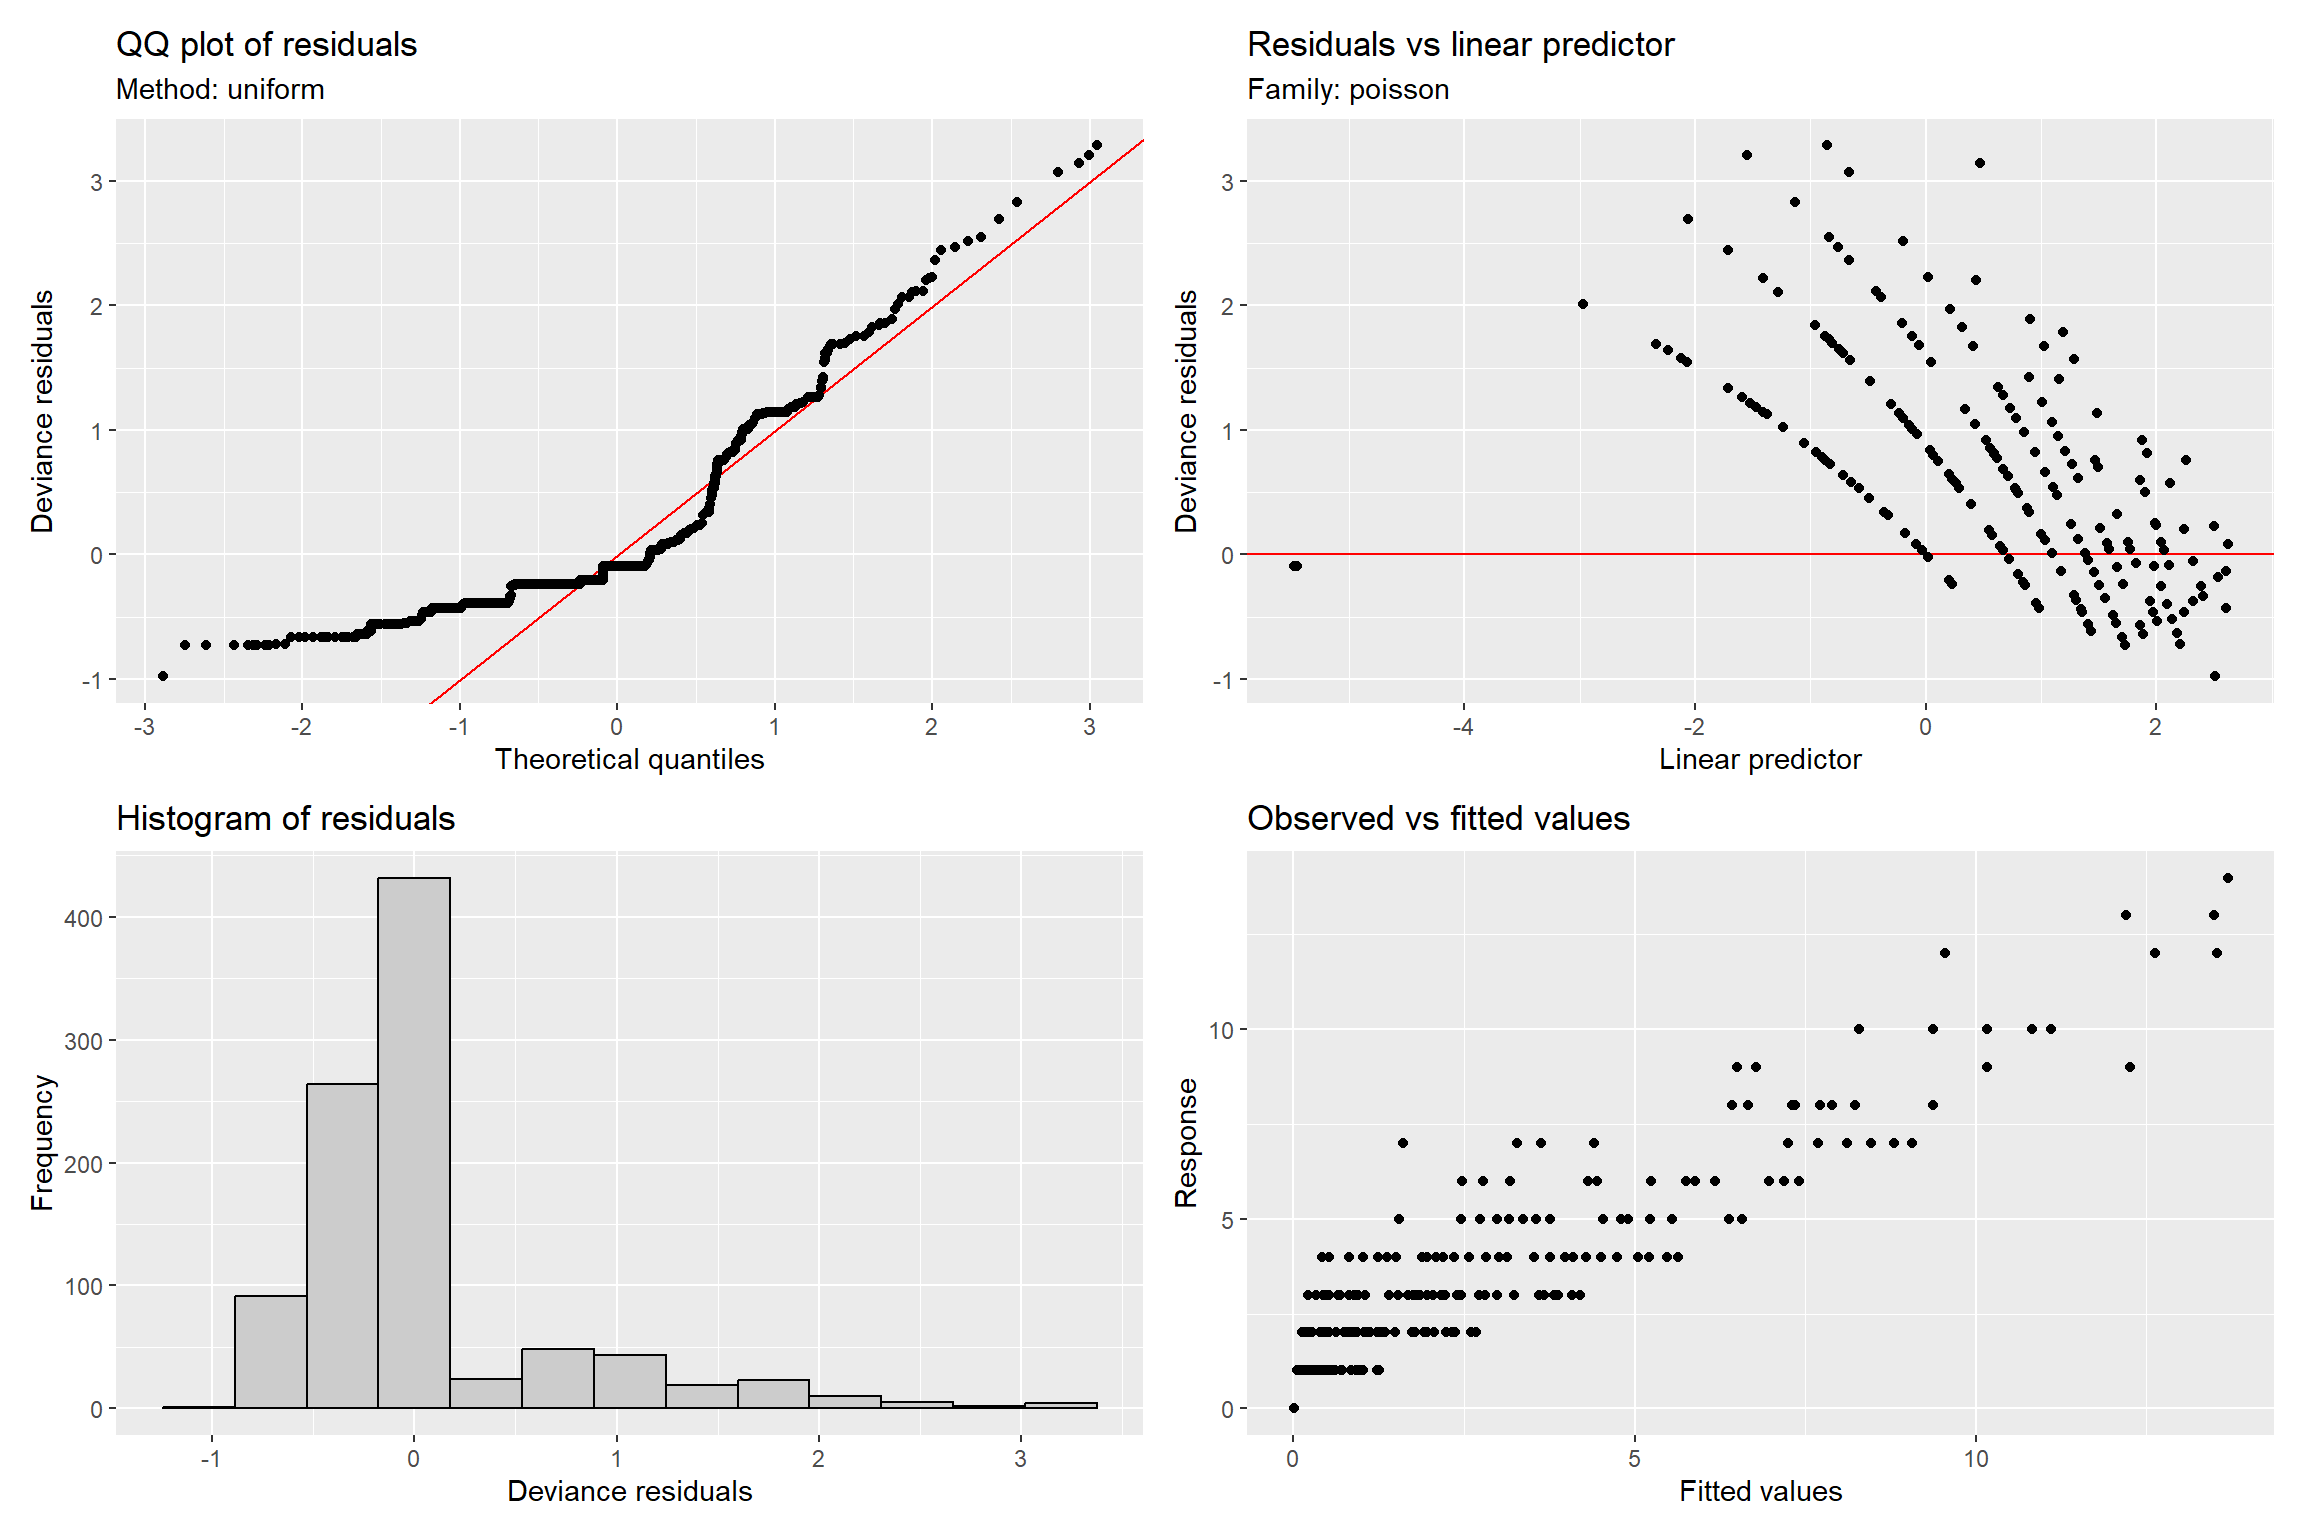 QQ plot of residuals
Method: uniform
Deviance residuals
3
2
1
0
-1
-3 -2 -1 0 1 2 3
Theoretical quantiles
Residuals vs linear predictor
Family: poisson
Deviance residuals
3
2
1
0
-1
-4 -2 0 2
Linear predictor
Histogram of residuals
Frequency
400
300
200
100
0
-1 0 1 2 3
Deviance residuals
Observed vs fitted values
Response
10
5
0
0 5 10
Fitted values